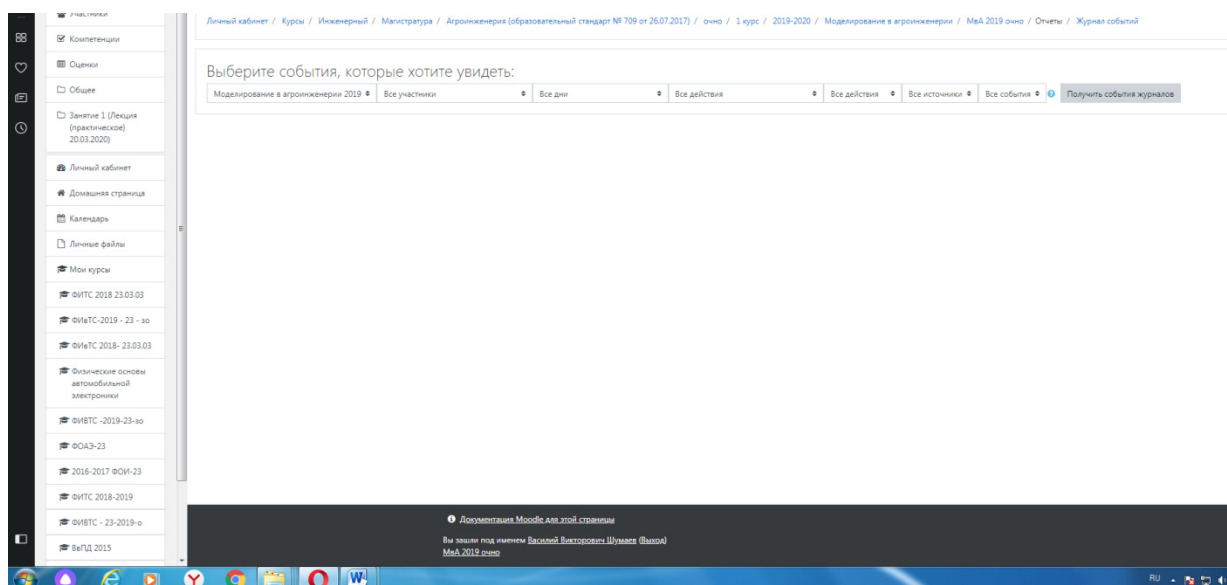 Участники
Компетенции
Оценки
Общее
Занятие 1 (Лекция
(практическое)
20.03.2020)
Личный кабинет
Домашняя страница
Календарь
Личные файлы
Мои курсы
ФИТС 2018 23.03.03
ФИвТС-2019 - 23 - зо
ФИвТС 2018- 23.03.03
Физические основы
автомобильной
электроники
ФИВТС -2019-23-зо
ФОАЭ-23
2016-2017 ФОИ-23
ФИТС 2018-2019
ФИВТС - 23-2019-о
ВвПД 2015
Личный кабинет / Курсы / Инженерный / Магистратура / Агроинженерия (образовательный стандарт № 709 от 26.07.2017) / очно / 1 курс / 2019-2020 / Моделирование в агроинженерии / МвА 2019 очно / Отчеты / Журнал событий
Выберите события, которые хотите увидеть:
Моделирование в агроинженерии 2019 Все участники Все дни Все действия Все действия Все источники Все события Получить события журналов
Документация Moodle для этой страницы
Вы зашли под именем Василий Викторович Шумаев (Выход)
МвА 2019 очно
RU